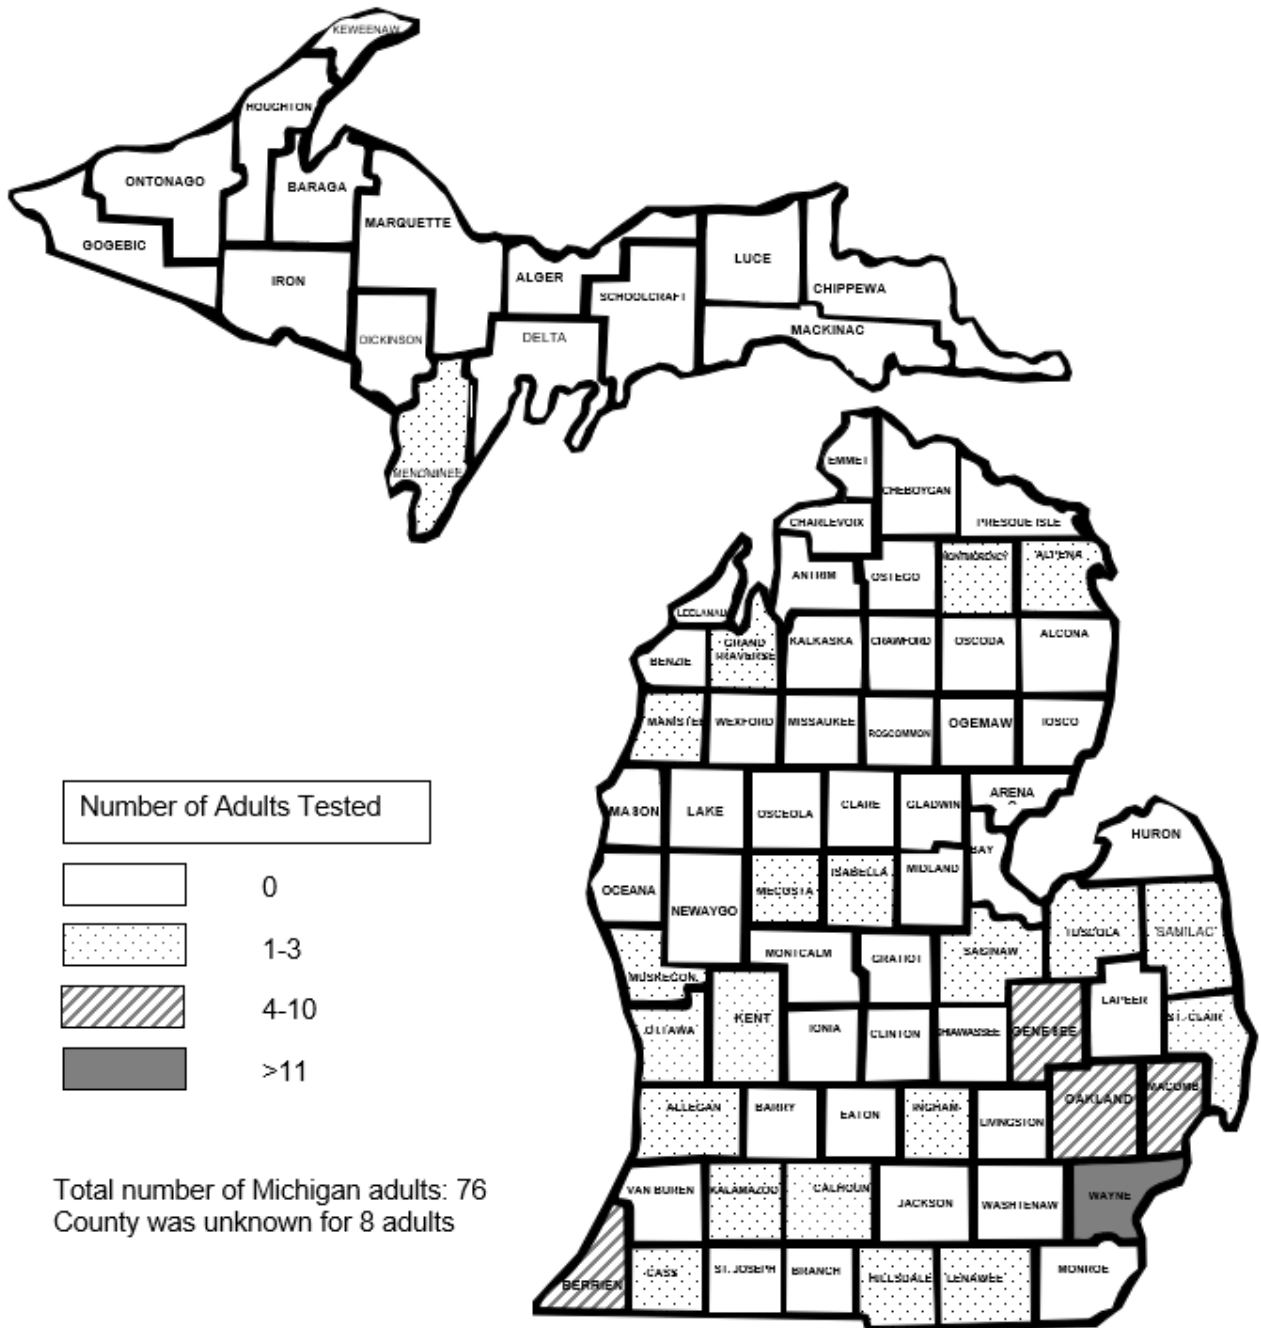 KEWEENAW
HOUGHTON
ONTONAGO
BARAGA
MARQUETTE
GOGEBIC
IRON
ALGER
LUCE
SCHOOLCRAFT
CHIPPEWA
DICKINSON
DELTA
MACKINAC
MENOMINEE
EMMET
CHEBOYGAN
CHARLEVOIX
PRESQUE ISLE
ANTRIM
OSTEGO
MONTMORENCY
ALPENA
LEELANAU
GRAND
TRAVERSE
KALKASKA
CRAWFORD
OSCODA
ALCONA
BENZIE
MANISTEE
WEXFORD
MISSAUKEE
ROSCOMMON
OGEMAW
IOSCO
MASON
LAKE
OSCEOLA
CLARE
GLADWIN
ARENA
C
HURON
BAY
OCEANA
NEWAYGO
MECOSTA
ISABELLA
MIDLAND
TUSCOLA
SANILAC
MUSKEGON
MONTCALM
GRATIOT
SAGINAW
LAPEER
ST. CLAIR
OTTAWA
KENT
IONIA
CLINTON
SHIAWASSEE
GENESEE
ALLEGAN
BARRY
EATON
INGHAM
LIVINGSTON
OAKLAND
MACOMB
VAN BUREN
KALAMAZOO
CALHOUN
JACKSON
WASHTENAW
WAYNE
BERRIEN
CASS
ST. JOSEPH
BRANCH
HILLSDALE
LENAWEE
MONROE
Number of Adults Tested
0
1-3
4-10
>11
Total number of Michigan adults: 76
County was unknown for 8 adults